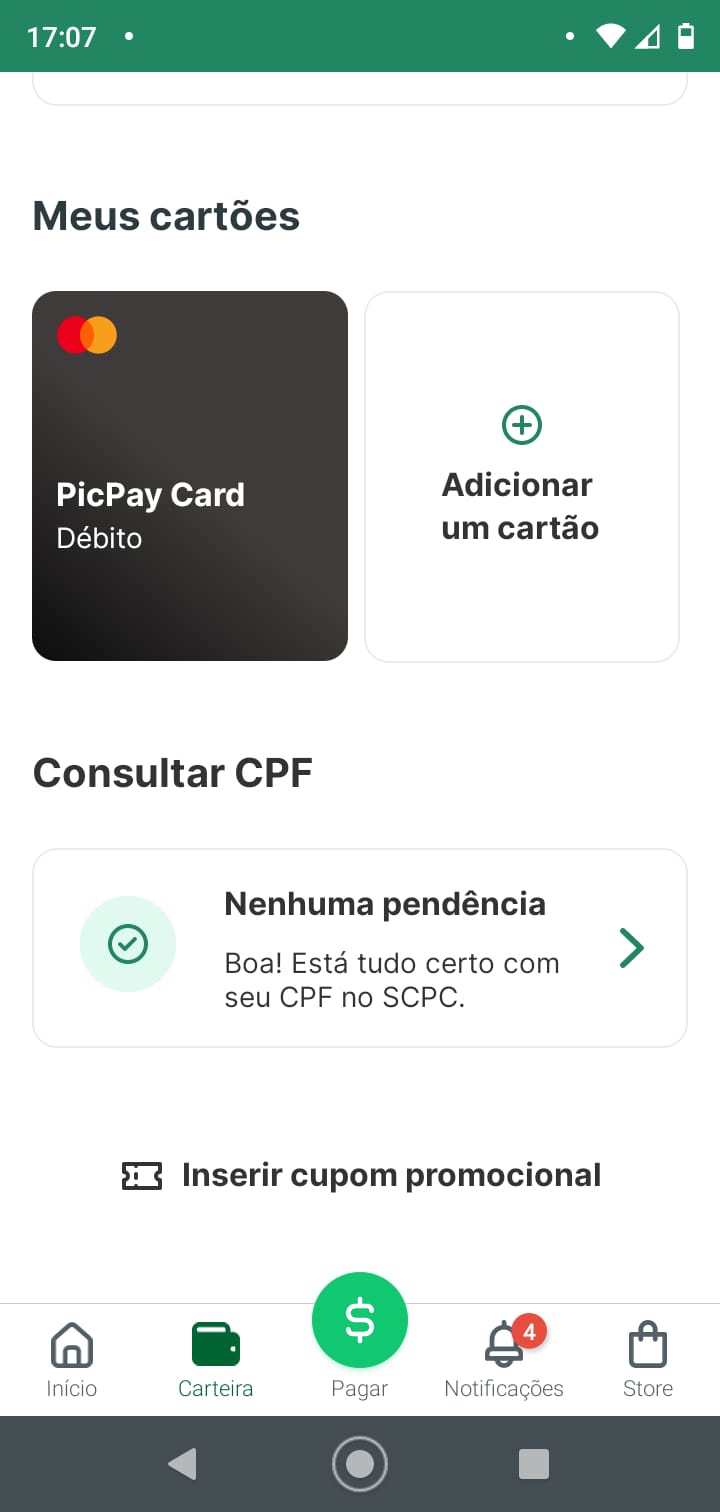 17:07
Meus cartões
PicPay Card
Débito
Adicionar
um cartão
Consultar CPF
Nenhuma pendência
Boa! Está tudo certo com
seu CPF no SCPC.
Inserir cupom promocional
$
4
Início
Carteira
Pagar
Notificações
Store